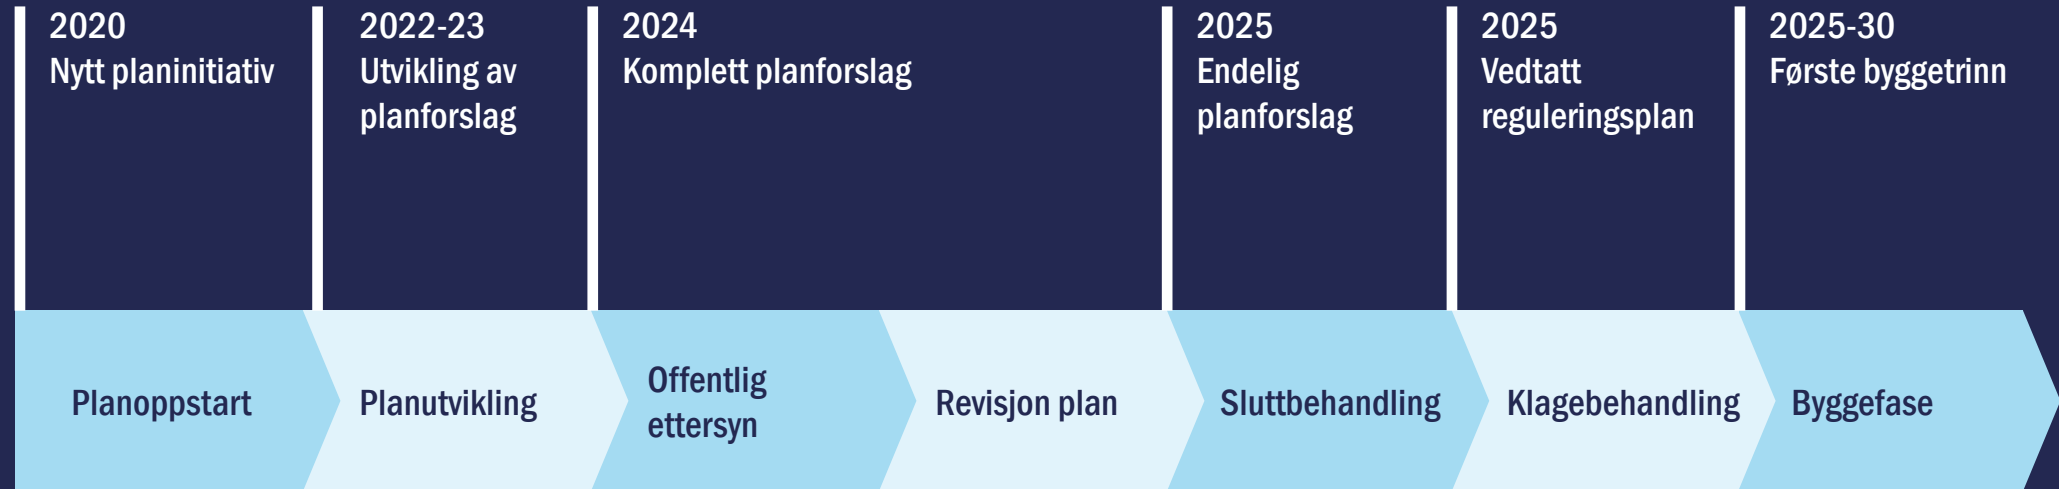 2020
Nytt planinitiativ
2022-23
Utvikling av
planforslag
2024
Komplett planforslag
2025
Endelig
planforslag
2025
Vedtatt
reguleringsplan
2025-30
Første byggetrinn
Planoppstart
Planutvikling
Offentlig
ettersyn
Revisjon plan
Sluttbehandling
Klagebehandling
Byggefase